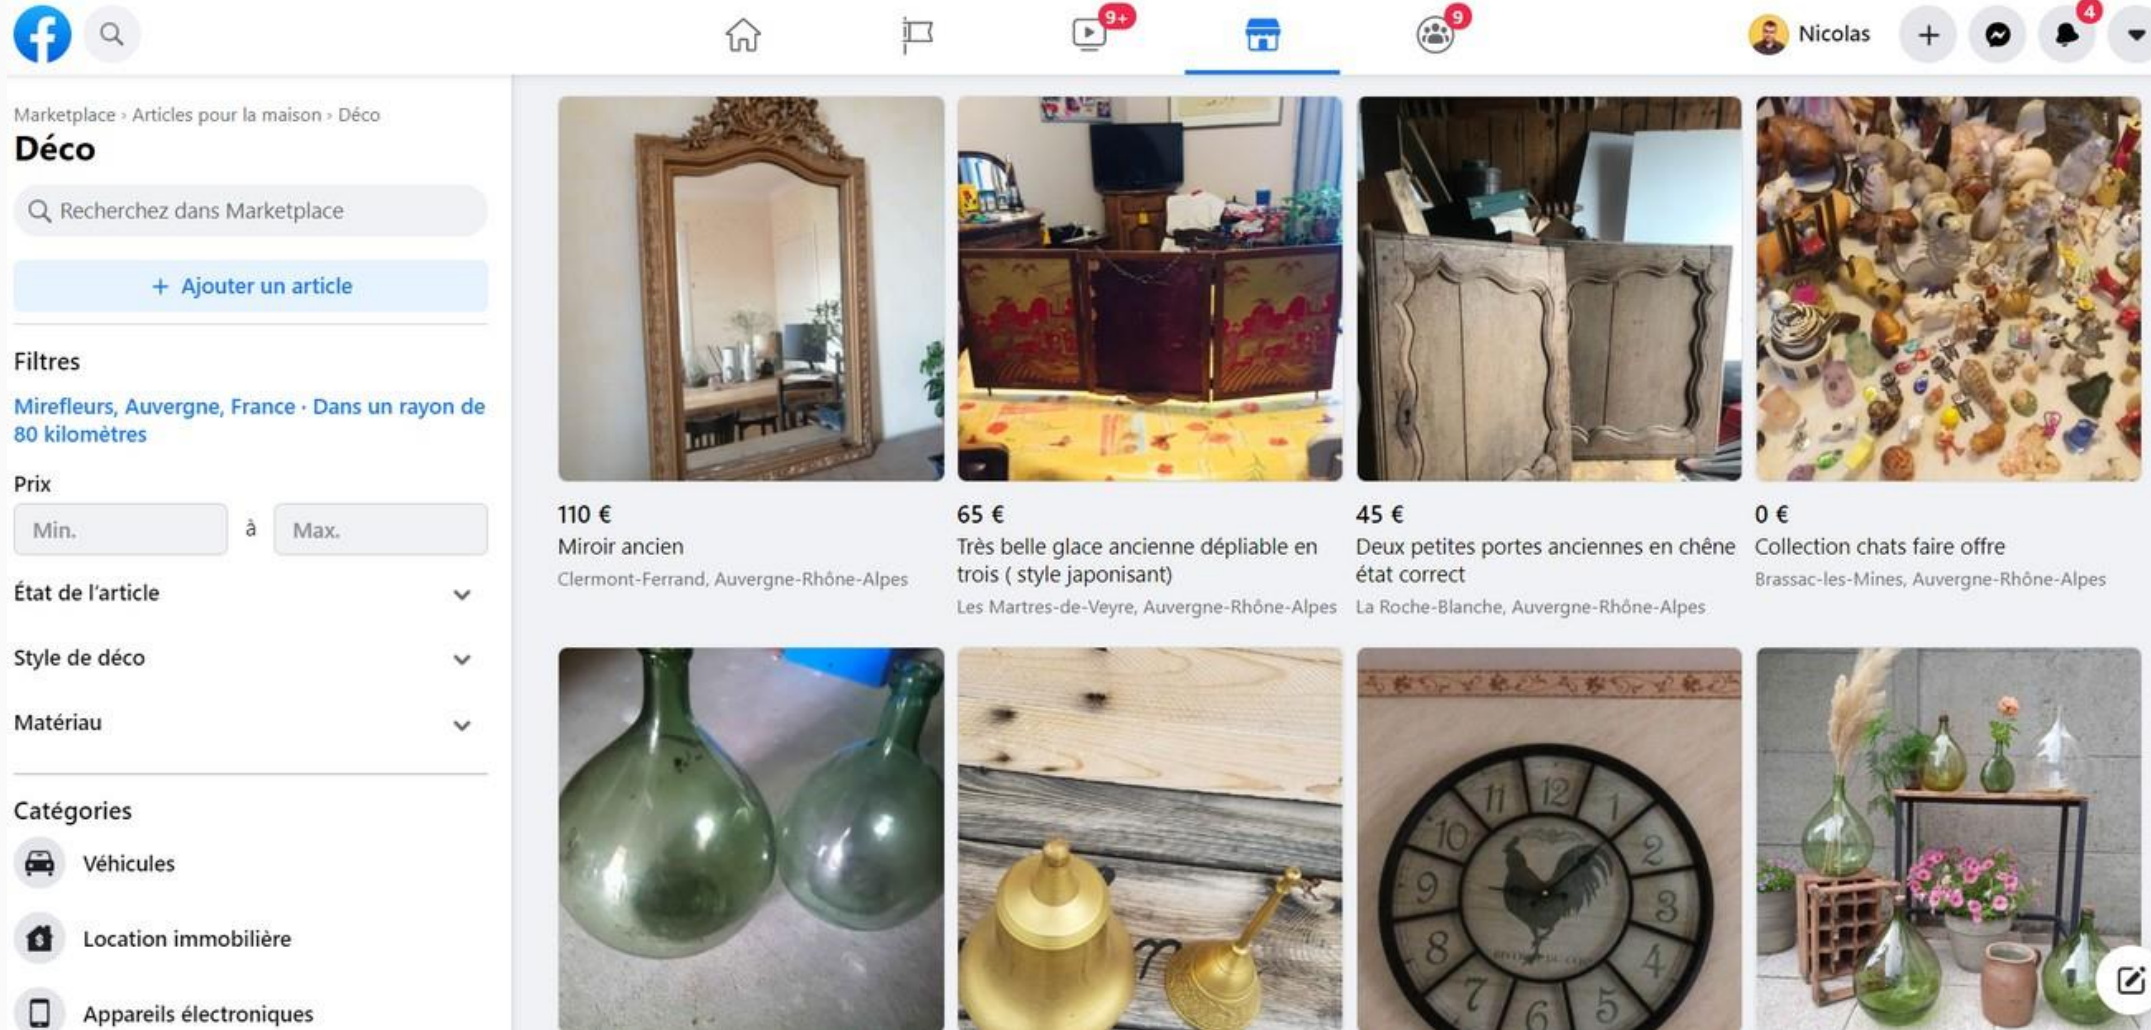 9+
9
Nicolas
4
Marketplace › Articles pour la maison › Déco
Déco
Recherchez dans Marketplace
+ Ajouter un article
Filtres
Mirefleurs, Auvergne, France · Dans un rayon de
80 kilomètres
Prix
Min. à Max.
État de l'article
Style de déco
Matériau
Catégories
Véhicules
Location immobilière
Appareils électroniques
110 €
Miroir ancien
Clermont-Ferrand, Auvergne-Rhône-Alpes
65 €
Très belle glace ancienne dépliable en
trois ( style japonisant)
Les Martres-de-Veyre, Auvergne-Rhône-Alpes
45 €
Deux petites portes anciennes en chêne
état correct
La Roche-Blanche, Auvergne-Rhône-Alpes
0 €
Collection chats faire offre
Brassac-les-Mines, Auvergne-Rhône-Alpes
11 12 1
10 2
9 3
8 4
7 6 5